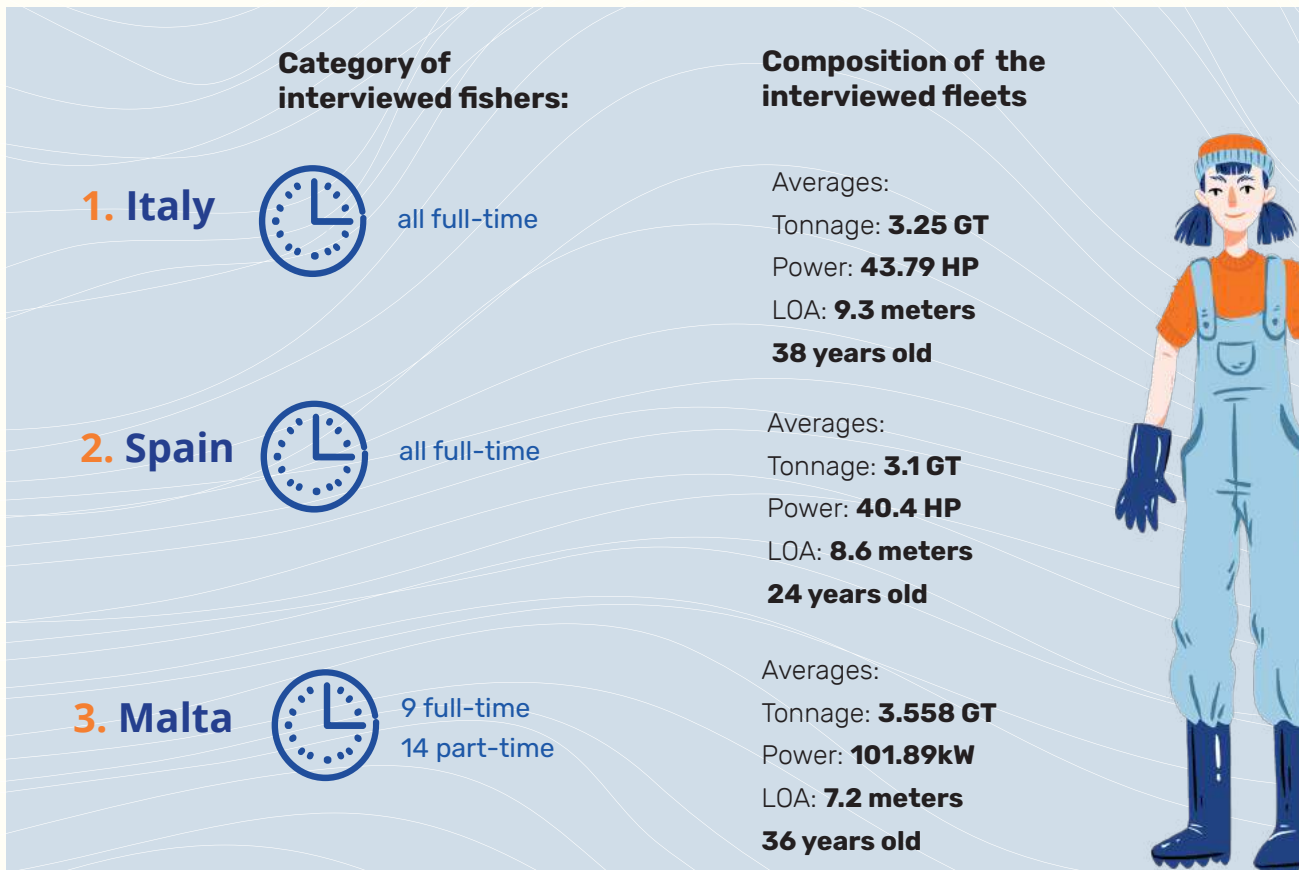 Category of
interviewed fishers:
Composition of the
interviewed fleets
1. Italy
all full-time
Averages:
Tonnage: 3.25 GT
Power: 43.79 HP
LOA: 9.3 meters
38 years old
2. Spain
all full-time
Averages:
Tonnage: 3.1 GT
Power: 40.4 HP
LOA: 8.6 meters
24 years old
3. Malta
9 full-time
14 part-time
Averages:
Tonnage: 3.558 GT
Power: 101.89kW
LOA: 7.2 meters
36 years old